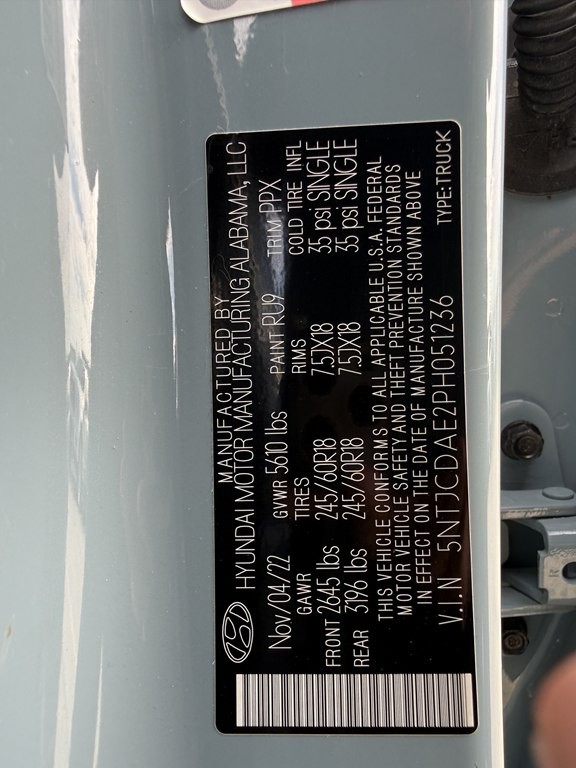 MANUFACTURED BY
HYUNDAI MOTOR MANUFACTURING ALABAMA, LLC
Nov/04/22 GVWR 5610 lbs PAINT RU9 TRIM PPX
GAWR TIRES RIMS COLD TIRE INFL
FRONT 2645 lbs 245/60R18 7.5JX18 35 psi SINGLE
REAR 3196 lbs 245/60R18 7.5JX18 35 psi SINGLE
THIS VEHICLE CONFORMS TO ALL APPLICABLE U.S.A. FEDERAL
MOTOR VEHICLE SAFETY AND THEFT PREVENTION STANDARDS
IN EFFECT ON THE DATE OF MANUFACTURE SHOWN ABOVE
V.I.N 5NTJCDAE2PH051236 TYPE:TRUCK